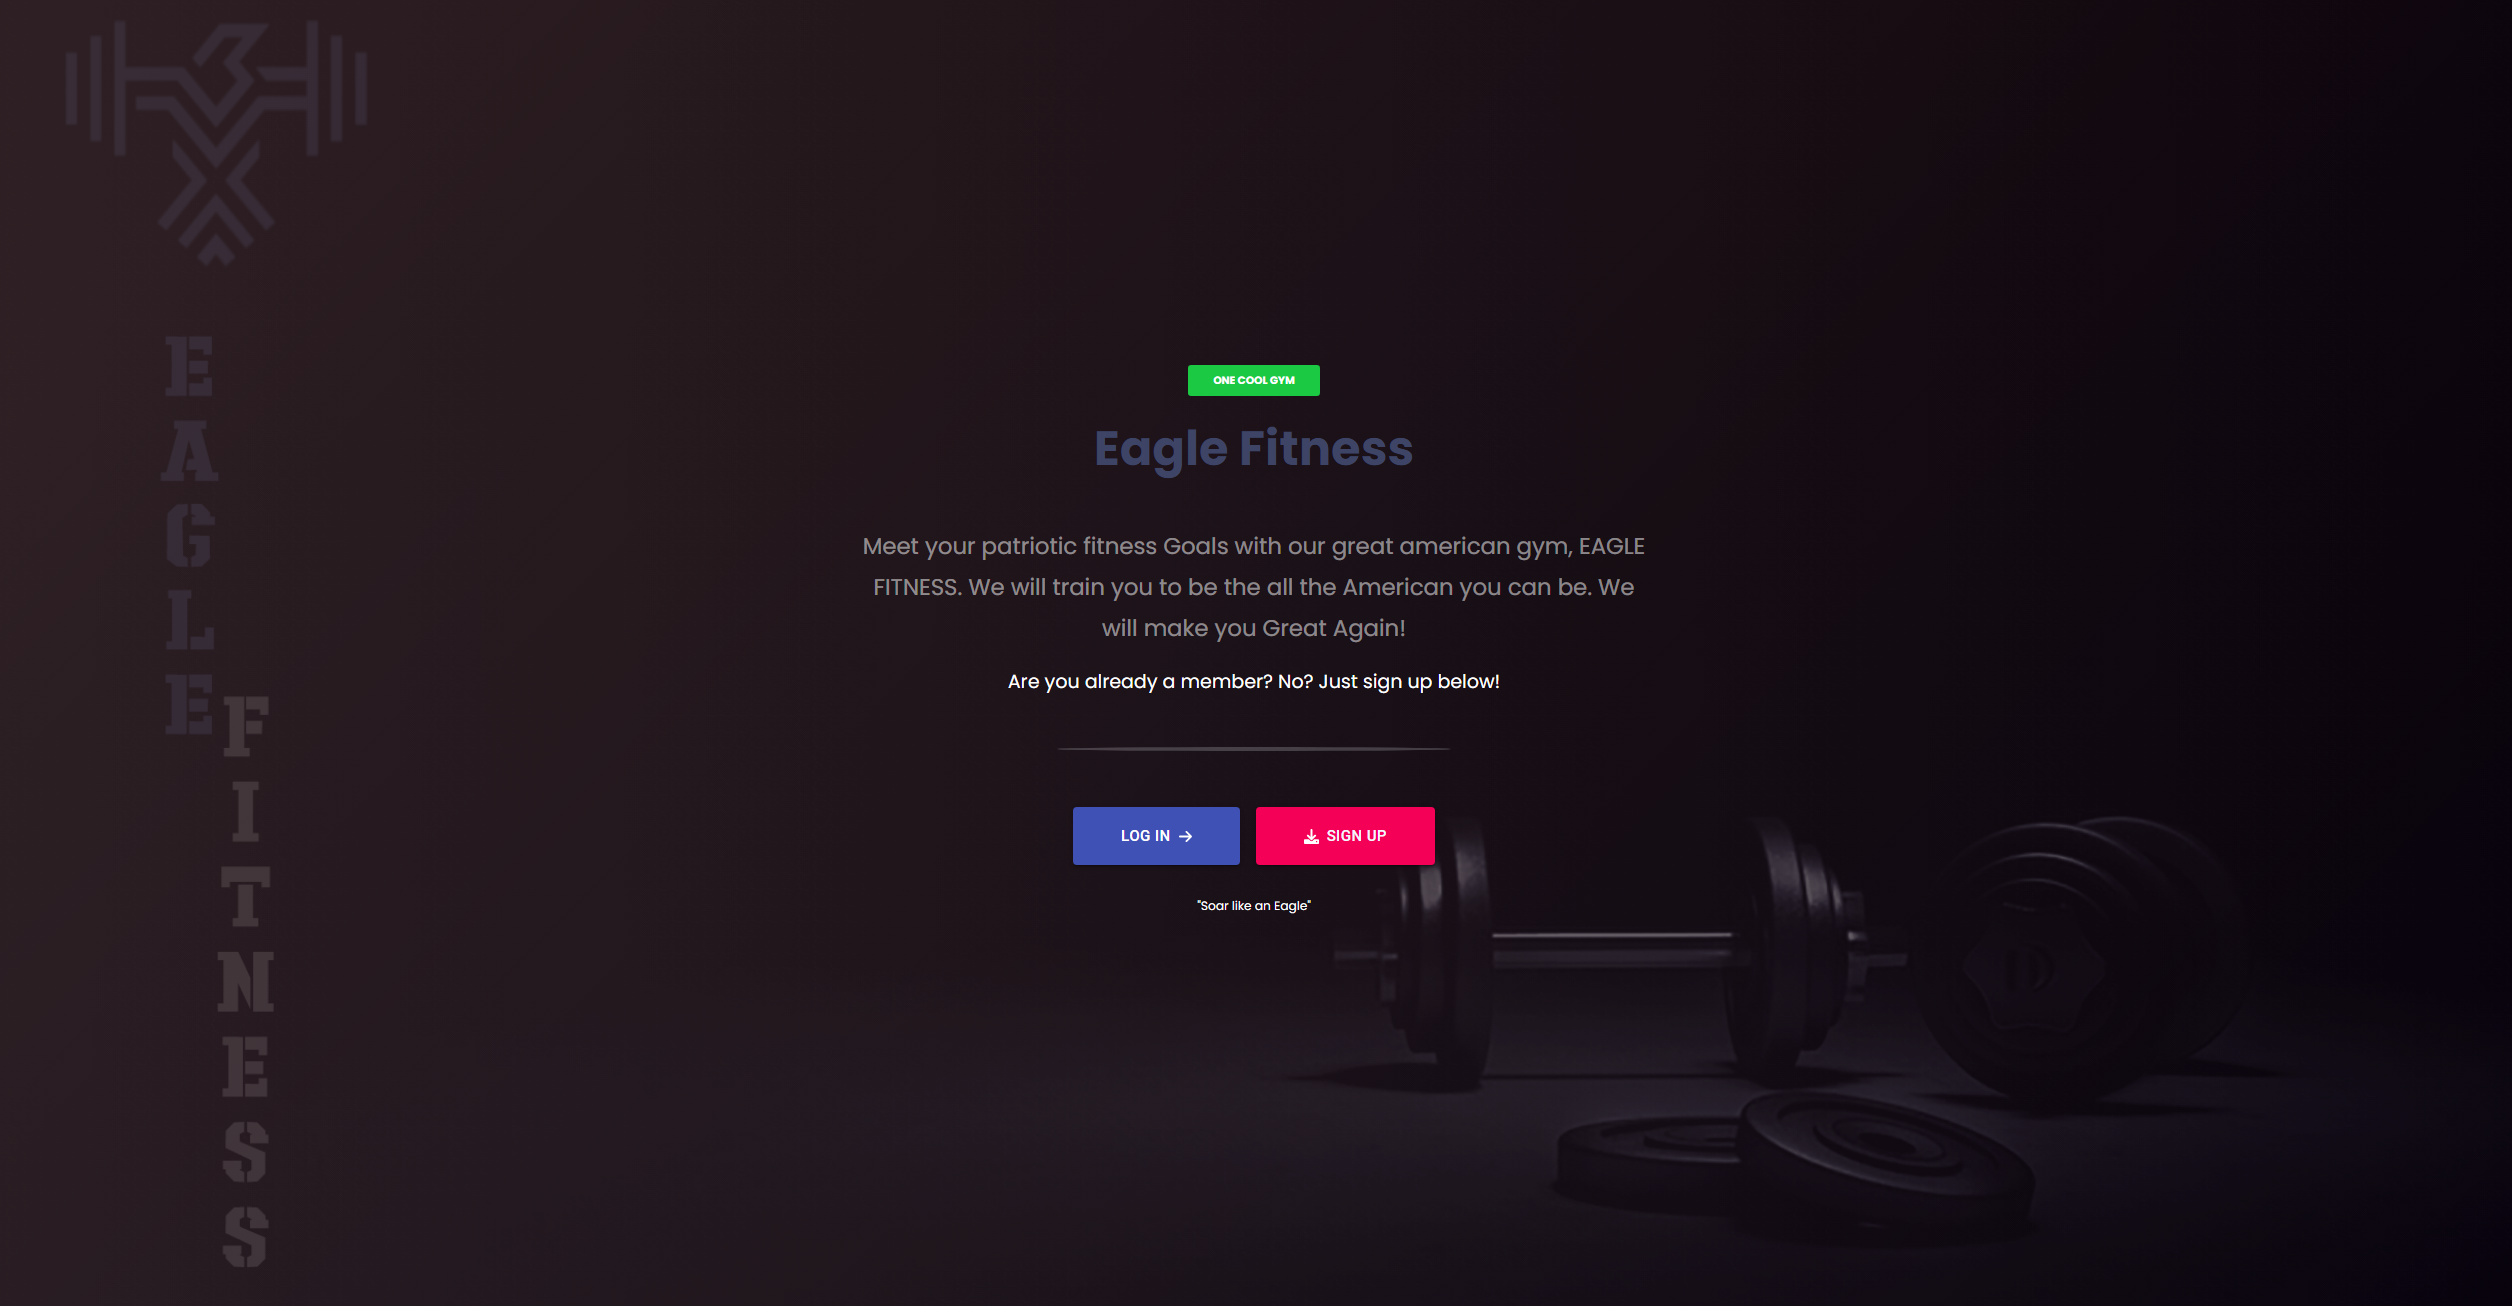 EAGLE
FITNESS
ONE COOL GYM
Eagle Fitness
Meet your patriotic fitness Goals with our great american gym, EAGLE
FITNESS. We will train you to be the all the American you can be. We
will make you Great Again!
Are you already a member? No? Just sign up below!
LOG IN
SIGN UP
"Soar like an Eagle"